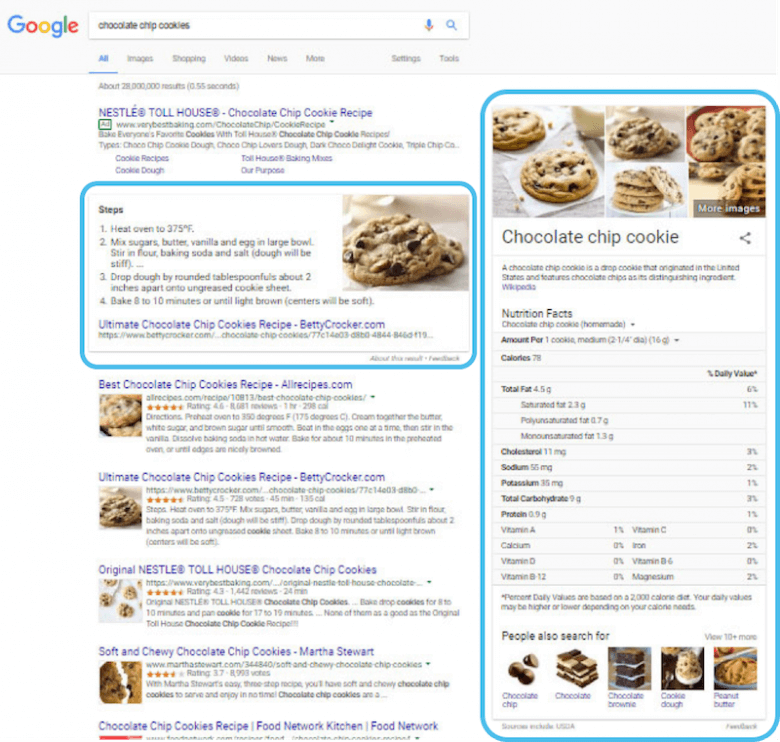 Google
chocolate chip cookies
All Images Shopping Videos News More Settings Tools
About 28,000,000 results (0.55 seconds)
NESTLÉ® TOLL HOUSE® - Chocolate Chip Cookie Recipe
Ad www.verybestbaking.com/ChocolateChip/CookieRecipe
Bake Everyone's Favorite Cookies With Toll House® Chocolate Chip Cookie Recipes!
Types: Choco Chip Cookie Dough, Choco Chip Lovers Dough, Dark Choco Delight Cookie, Triple Chip Co...
Cookie Recipes Toll House® Baking Mixes
Cookie Dough Our Purpose
Steps
1. Heat oven to 375ºF.
2. Mix sugars, butter, vanilla and egg in large bowl.
Stir in flour, baking soda and salt (dough will be
stiff). ...
3. Drop dough by rounded tablespoonfuls about 2
inches apart onto ungreased cookie sheet.
4. Bake 8 to 10 minutes or until light brown (centers will be soft).
Ultimate Chocolate Chip Cookies Recipe - BettyCrocker.com
https://www.bettycrocker.com/...chocolate-chip-cookies/77c14e03-d8b0-4844-846d-f19...
About this result • Feedback
Best Chocolate Chip Cookies Recipe - Allrecipes.com
allrecipes.com/recipe/10813/best-chocolate-chip-cookies/
Rating: 4.6 - 8,681 reviews - 1 hr - 298 cal
Directions. Preheat oven to 350 degrees F (175 degrees C). Cream together the butter,
white sugar, and brown sugar until smooth. Beat in the eggs one at a time, then stir in the
vanilla. Dissolve baking soda in hot water. Bake for about 10 minutes in the preheated
oven, or until edges are nicely browned.
Ultimate Chocolate Chip Cookies Recipe - BettyCrocker.com
https://www.bettycrocker.com/...chocolate-chip-cookies/77c14e03-d8b0-...
Rating: 4.5 - 728 votes - 45 min - 135 cal
Steps. Heat oven to 375ºF. Mix sugars, butter, vanilla and egg in large bowl. Stir in flour,
baking soda and salt (dough will be stiff). Drop dough by rounded tablespoonfuls about 2
inches apart onto ungreased cookie sheet. Bake 8 to 10 minutes or until light brown
(centers will be soft).
Original NESTLE® TOLL HOUSE® Chocolate Chip Cookies
https://www.verybestbaking.com/.../original-nestle-toll-house-chocolate-...
Rating: 4.3 - 1,442 reviews - 24 min
Original NESTLÉ® TOLL HOUSE® Chocolate Chip Cookies. ... Bake drop cookies for 8 to
10 minutes and pan cookie for 17 to 19 minutes. ... None of them as a good as the Original
Toll House Chocolate Chip Cookie Recipe!!!!
Soft and Chewy Chocolate Chip Cookies - Martha Stewart
www.marthastewart.com/344840/soft-and-chewy-chocolate-chip-cookies
Rating: 3.7 - 8,993 votes
With Martha Stewart's easy, three-step recipe, you'll have soft and chewy chocolate chip
cookies to serve and enjoy in no time! Chocolate chip cookies are a ...
Chocolate Chip Cookies Recipe | Food Network Kitchen | Food Network
More images
Chocolate chip cookie
A chocolate chip cookie is a drop cookie that originated in the United
States and features chocolate chips as its distinguishing ingredient.
Wikipedia
Nutrition Facts
Chocolate chip cookie (homemade)
Amount Per 1 cookie, medium (2-1/4" dia) (16 g)
Calories 78
% Daily Value*
Total Fat 4.5 g 6%
Saturated fat 2.3 g 11%
Polyunsaturated fat 0.7 g
Monounsaturated fat 1.3 g
Cholesterol 11 mg 3%
Sodium 55 mg 2%
Potassium 35 mg 1%
Total Carbohydrate 9 g 3%
Protein 0.9 g 1%
Vitamin A 1% Vitamin C 0%
Calcium 0% Iron 2%
Vitamin D 0% Vitamin B-6 0%
Vitamin B-12 0% Magnesium 2%
*Percent Daily Values are based on a 2,000 calorie diet. Your daily values
may be higher or lower depending on your calorie needs.
People also search for View 10+ more
Chocolate chip
Chocolate
Chocolate brownie
Cookie dough
Peanut butter
Sources include: USDA Feedback